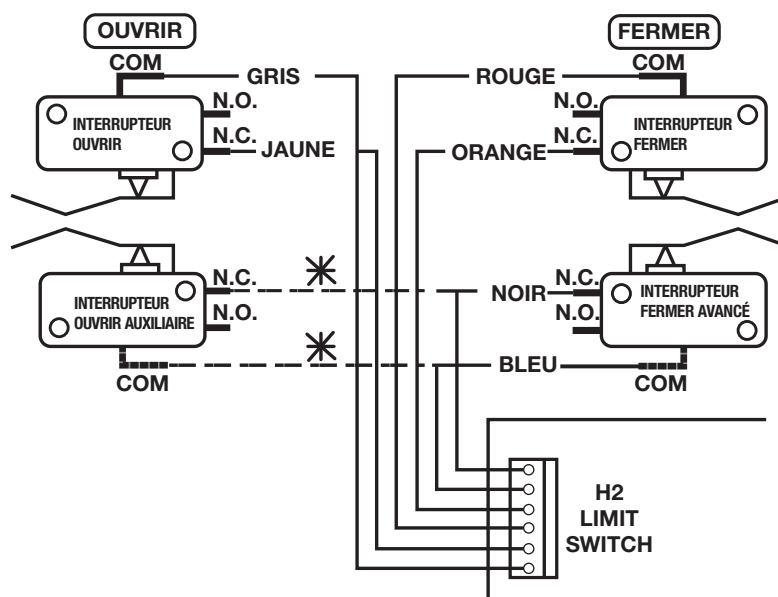 OUVRIR
FERMER
COM
GRIS
ROUGE
COM
N.O.
N.O.
INTERRUPTEUR
OUVRIR
N.C.
JAUNE
ORANGE
N.C.
INTERRUPTEUR
FERMER
N.C.
NOIR
N.C.
INTERRUPTEUR
OUVRIR AUXILIAIRE
N.O.
N.O.
INTERRUPTEUR
FERMER AVANCÉ
COM
BLEU
COM
H2
LIMIT
SWITCH